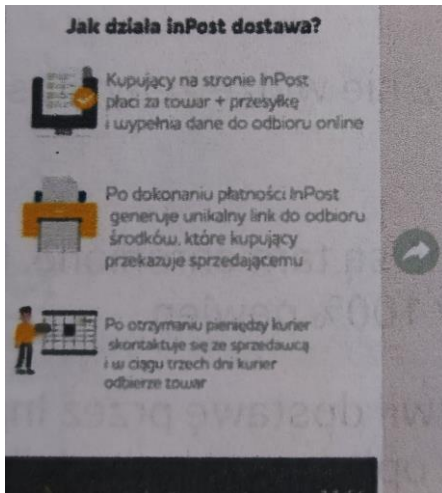 Jak działa inPost dostawa?
Kupujący na stronie InPost
płaci za towar + przesyłkę
i wypełnia dane do odbioru online
Po dokonaniu płatności InPost
generuje unikalny link do odbioru
środków, które kupujący
przekazuje sprzedającemu
Po otrzymaniu pieniędzy kurier
skontaktuje się ze sprzedawcą
i w ciągu trzech dni kurier
odbierze towar